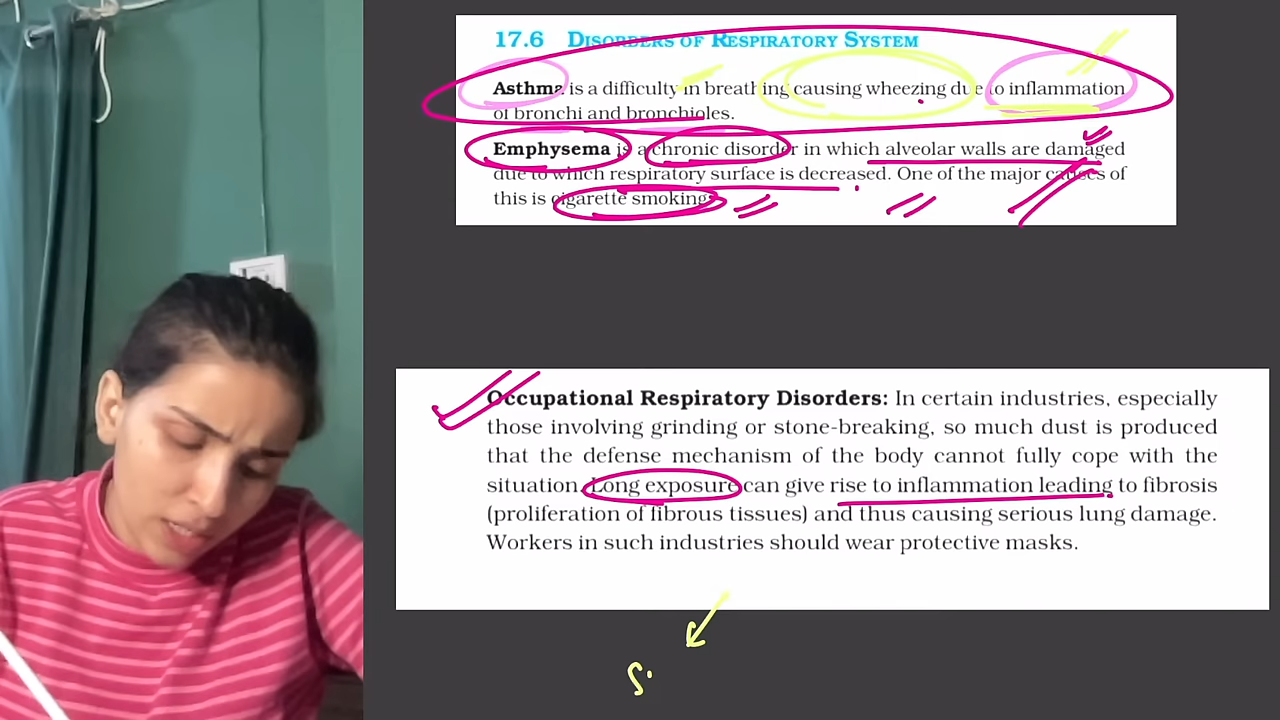 17.6 DISORDERS OF RESPIRATORY SYSTEM
Asthma is a difficulty in breathing causing wheezing due to inflammation
of bronchi and bronchioles.
Emphysema is a chronic disorder in which alveolar walls are damaged
due to which respiratory surface is decreased. One of the major causes of
this is cigarette smoking.
Occupational Respiratory Disorders: In certain industries, especially
those involving grinding or stone-breaking, so much dust is produced
that the defense mechanism of the body cannot fully cope with the
situation. Long exposure can give rise to inflammation leading to fibrosis
(proliferation of fibrous tissues) and thus causing serious lung damage.
Workers in such industries should wear protective masks.
S